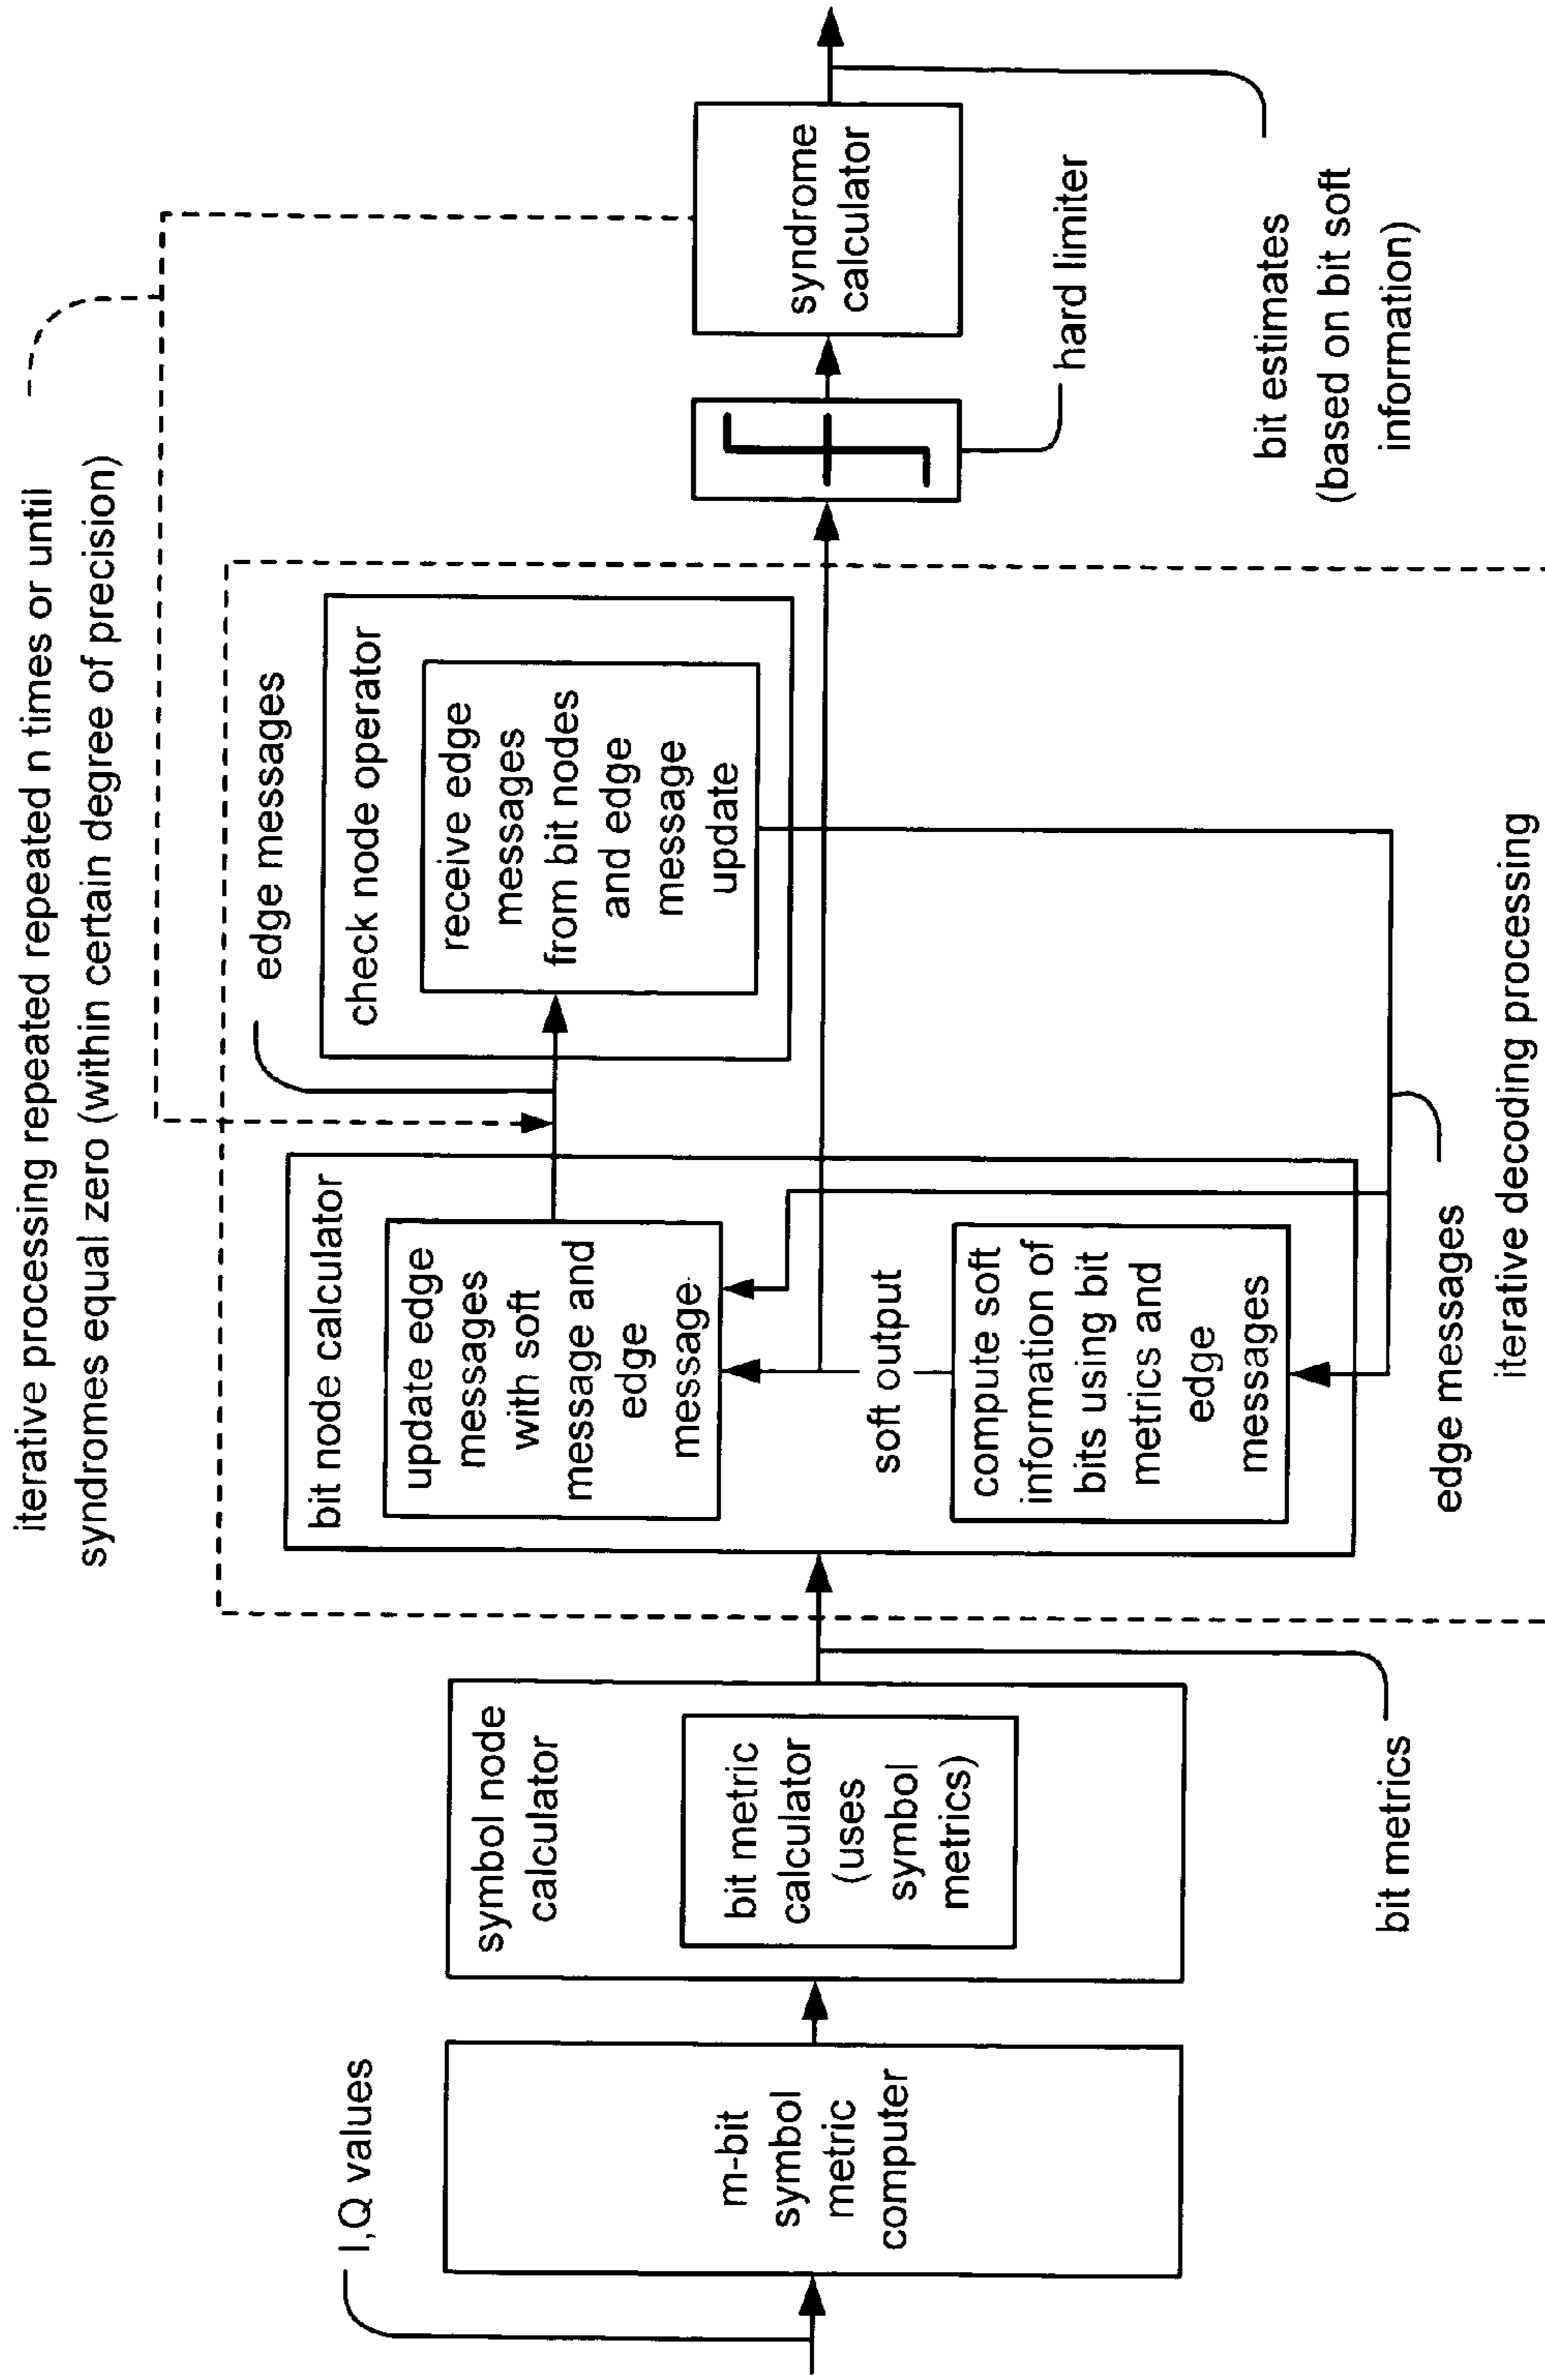 iterative processing repeated repeated n times or until
syndromes equal zero (within certain degree of precision)
I,Q values
m-bit
symbol
metric
computer
symbol node
calculator
bit metric
calculator
(uses
symbol
metrics)
bit metrics
bit node calculator
update edge
messages
with soft
message and
edge
message
soft output
compute soft
information of
bits using bit
metrics and
edge
messages
edge messages
edge messages
check node operator
receive edge
messages
from bit nodes
and edge
message
update
iterative decoding processing
hard limiter
syndrome
calculator
bit estimates
(based on bit soft
information)